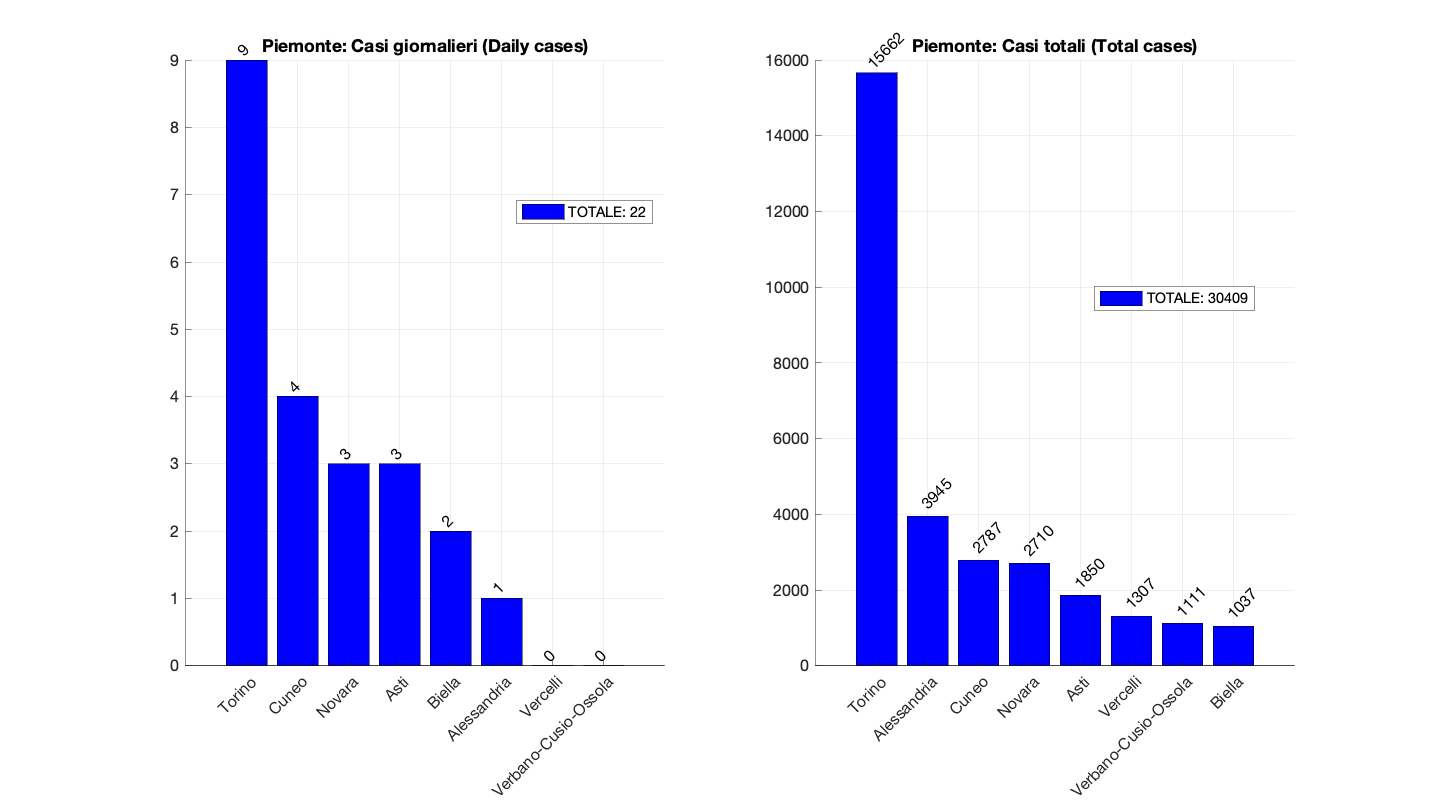 Piemonte: Casi giornalieri (Daily cases)
9
9
8
7
6
5
4
3
2
1
0
4
3
3
2
1
0
0
TOTALE: 22
Torino
Cuneo
Novara
Asti
Biella
Alessandria
Vercelli
Verbano-Cusio-Ossola
Piemonte: Casi totali (Total cases)
15662
16000
14000
12000
10000
8000
6000
4000
2000
0
3945
2787
2710
1850
1307
1111
1037
TOTALE: 30409
Torino
Alessandria
Cuneo
Novara
Asti
Vercelli
Verbano-Cusio-Ossola
Biella